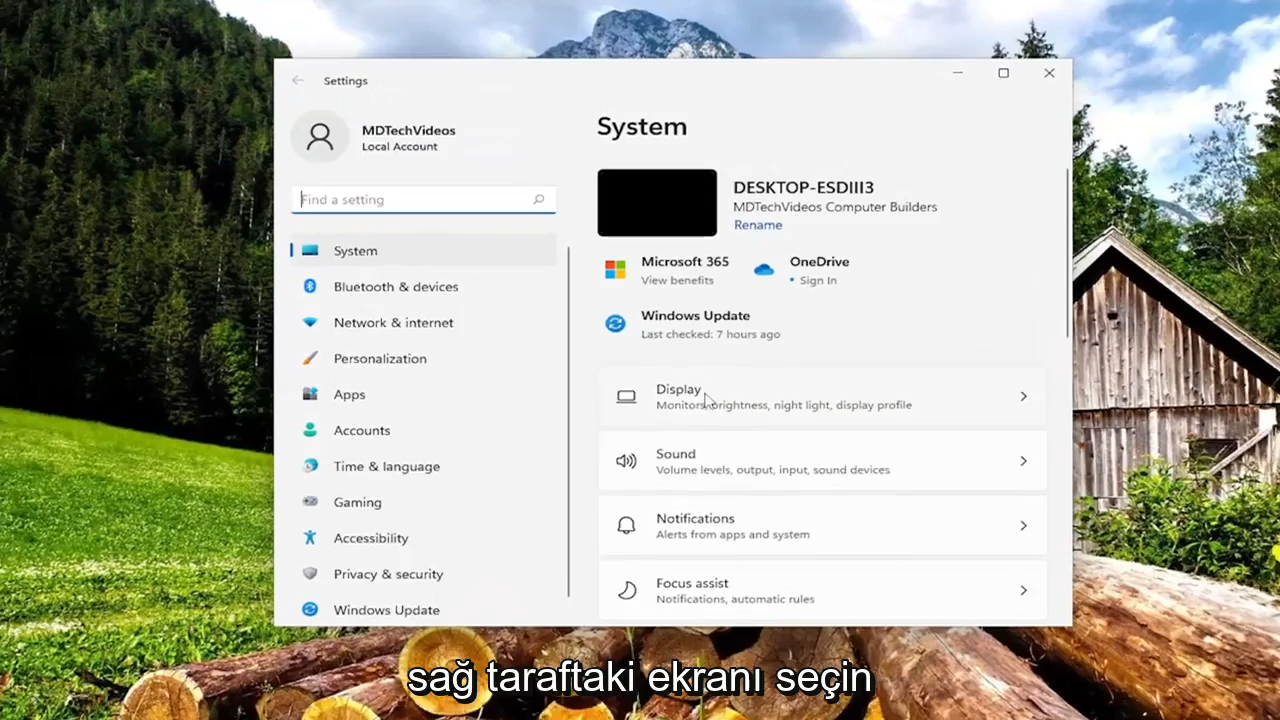 Settings
MDTechVideos
Local Account
Find a setting
System
Bluetooth & devices
Network & internet
Personalization
Apps
Accounts
Time & language
Gaming
Accessibility
Privacy & security
Windows Update
System
DESKTOP-ESDIII3
MDTechVideos Computer Builders
Rename
Microsoft 365
View benefits
OneDrive
• Sign In
Windows Update
Last checked: 7 hours ago
Display
Monitors, brightness, night light, display profile
Sound
Volume levels, output, input, sound devices
Notifications
Alerts from apps and system
Focus assist
Notifications, automatic rules
sağ taraftaki ekranı seçin